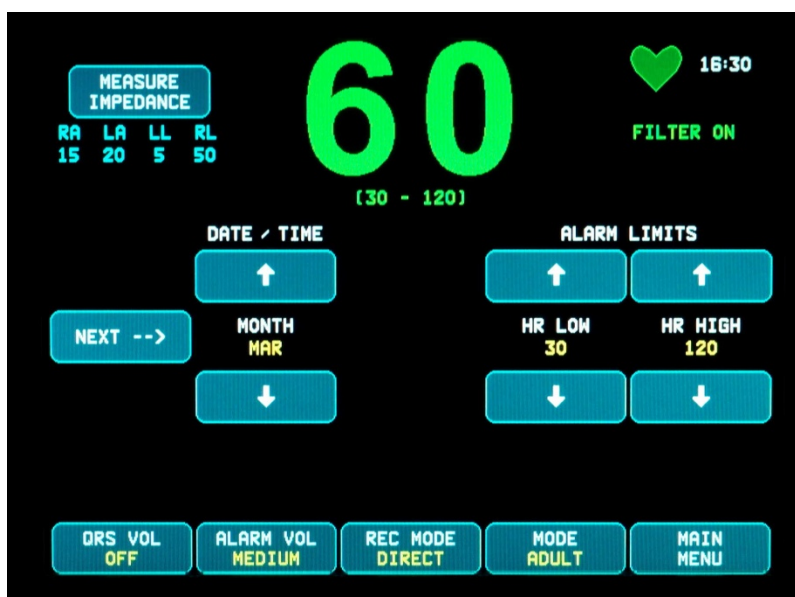 MEASURE
IMPEDANCE
RA LA LL RL
15 20 5 50
60
(30 - 120)
16:30
FILTER ON
DATE / TIME
ALARM LIMITS
NEXT -->
MONTH
MAR
HR LOW
30
HR HIGH
120
QRS VOL
OFF
ALARM VOL
MEDIUM
REC MODE
DIRECT
MODE
ADULT
MAIN
MENU